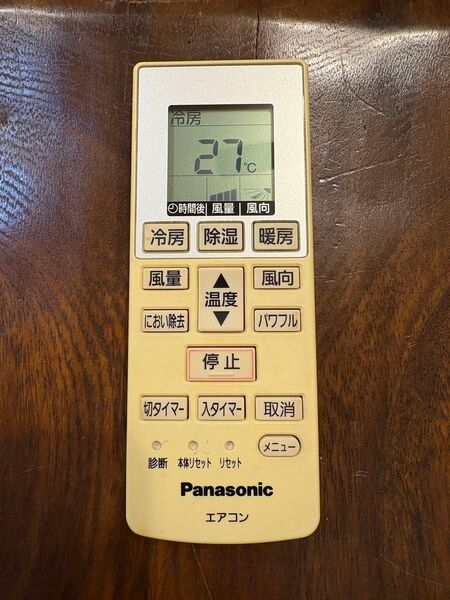 冷房
27℃
時間後 風量 風向
冷房 除湿 暖房
風量 温度 風向
におい除去 パワフル
停止
切タイマー 入タイマー 取消
診断 本体リセット リセット メニュー
Panasonic
エアコン